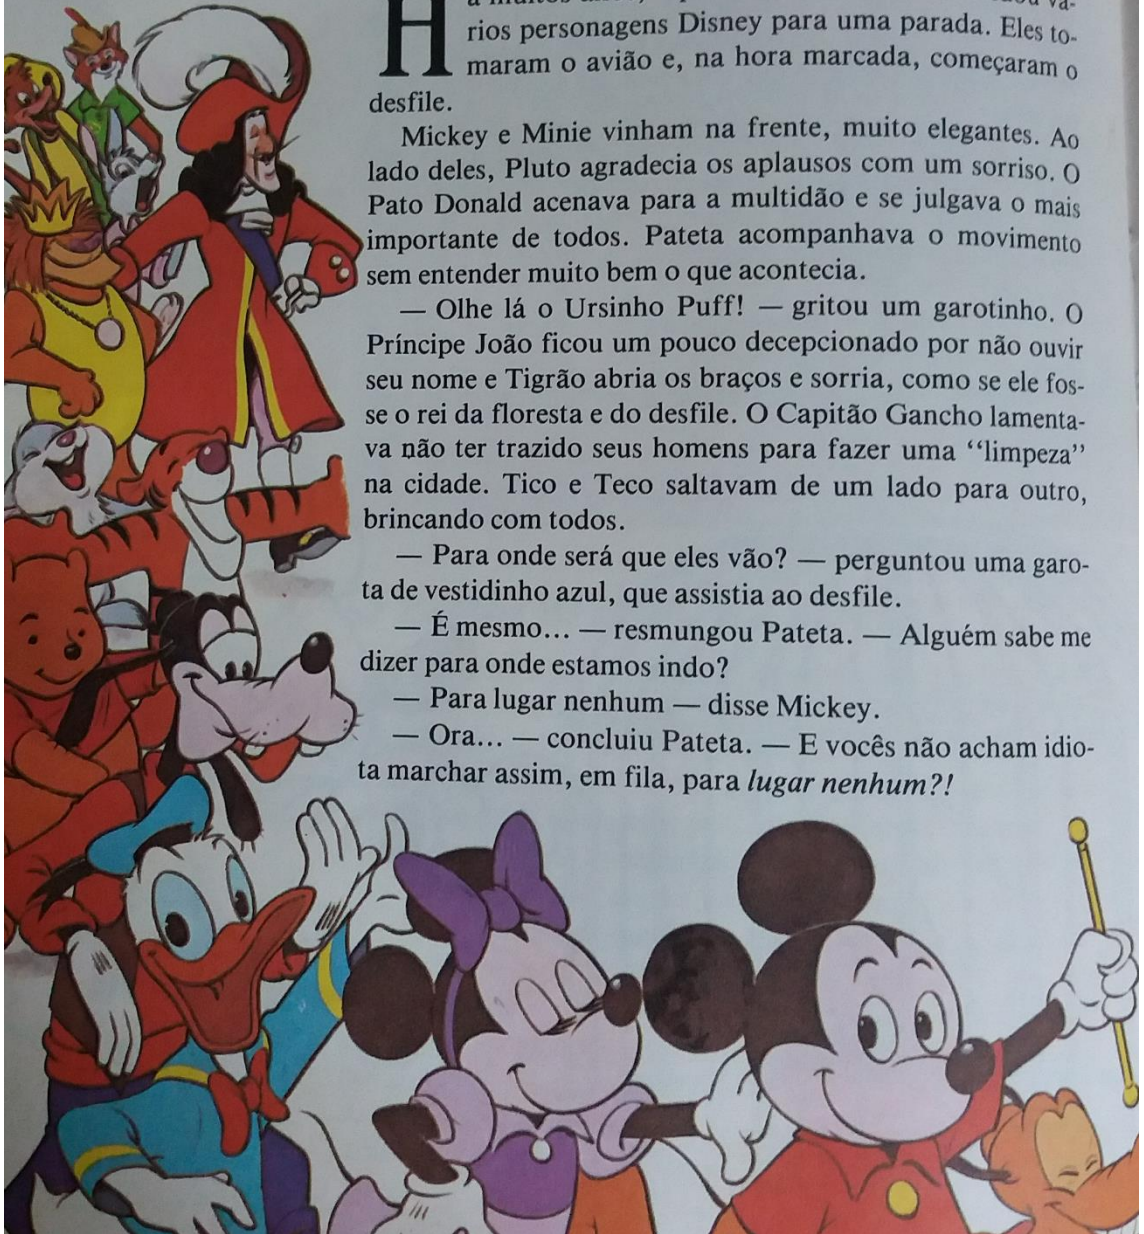 H
rios personagens Disney para uma parada. Eles to-
maram o avião e, na hora marcada, começaram o
desfile.
Mickey e Minie vinham na frente, muito elegantes. Ao
lado deles, Pluto agradecia os aplausos com um sorriso. O
Pato Donald acenava para a multidão e se julgava o mais
importante de todos. Pateta acompanhava o movimento
sem entender muito bem o que acontecia.
— Olhe lá o Ursinho Puff! — gritou um garotinho. O
Príncipe João ficou um pouco decepcionado por não ouvir
seu nome e Tigrão abria os braços e sorria, como se ele fos-
se o rei da floresta e do desfile. O Capitão Gancho lamenta-
va não ter trazido seus homens para fazer uma “limpeza”
na cidade. Tico e Teco saltavam de um lado para outro,
brincando com todos.
— Para onde será que eles vão? — perguntou uma garo-
ta de vestidinho azul, que assistia ao desfile.
— É mesmo... — resmungou Pateta. — Alguém sabe me
dizer para onde estamos indo?
— Para lugar nenhum — disse Mickey.
— Ora... — concluiu Pateta. — E vocês não acham idio-
ta marchar assim, em fila, para lugar nenhum?!